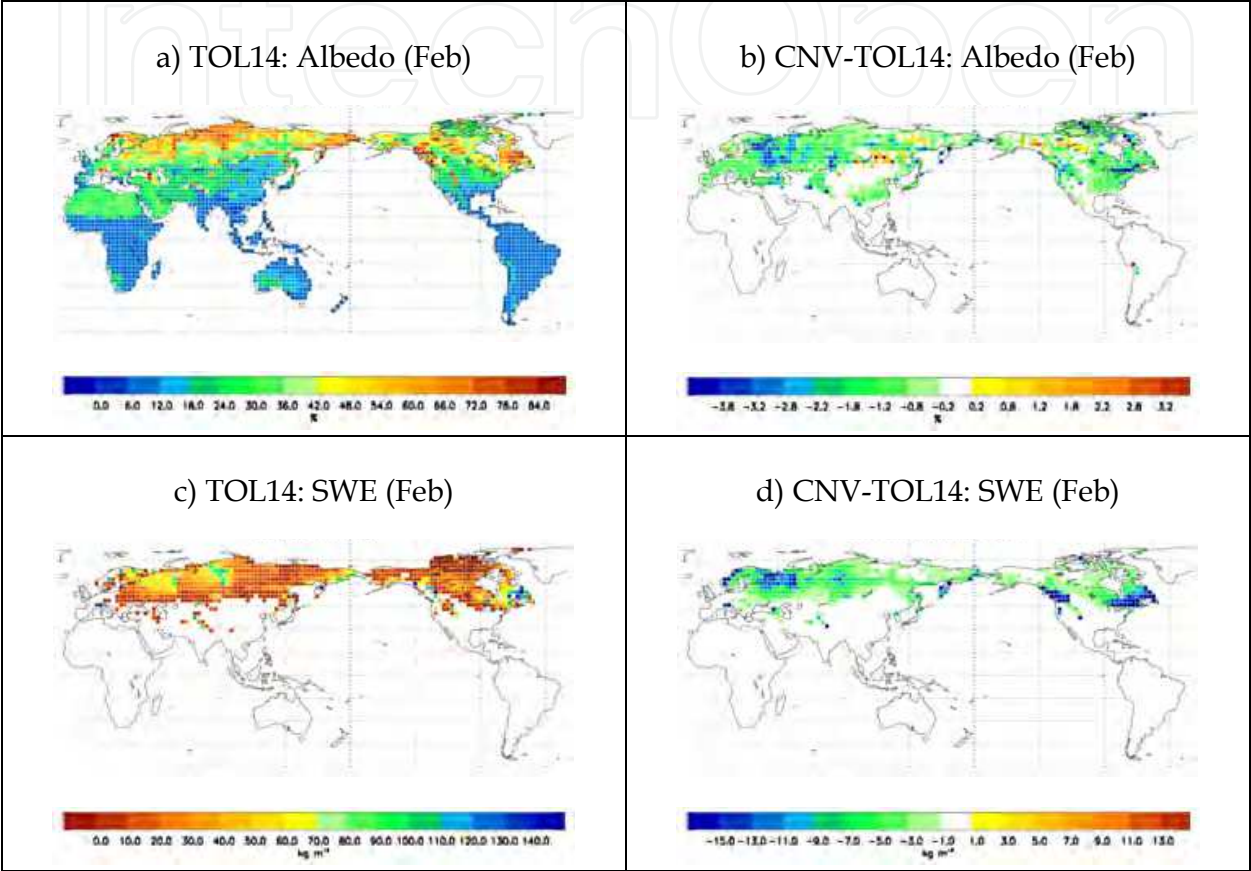 IntechOpen
a) TOL14: Albedo (Feb)
b) CNV-TOL14: Albedo (Feb)
0.0 6.0 12.0 18.0 24.0 30.0 36.0 42.0 48.0 54.0 60.0 66.0 72.0 78.0 84.0
%
-3.8 -3.2 -2.8 -2.2 -1.8 -1.2 -0.8 -0.2 0.2 0.8 1.2 1.8 2.2 2.8 3.2
%
c) TOL14: SWE (Feb)
d) CNV-TOL14: SWE (Feb)
0.0 10.0 20.0 30.0 40.0 50.0 60.0 70.0 80.0 90.0 100.0 110.0 120.0 130.0 140.0
kg m⁻²
-15.0 -13.0 -11.0 -9.0 -7.0 -5.0 -3.0 -1.0 1.0 3.0 5.0 7.0 9.0 11.0 13.0
kg m⁻²